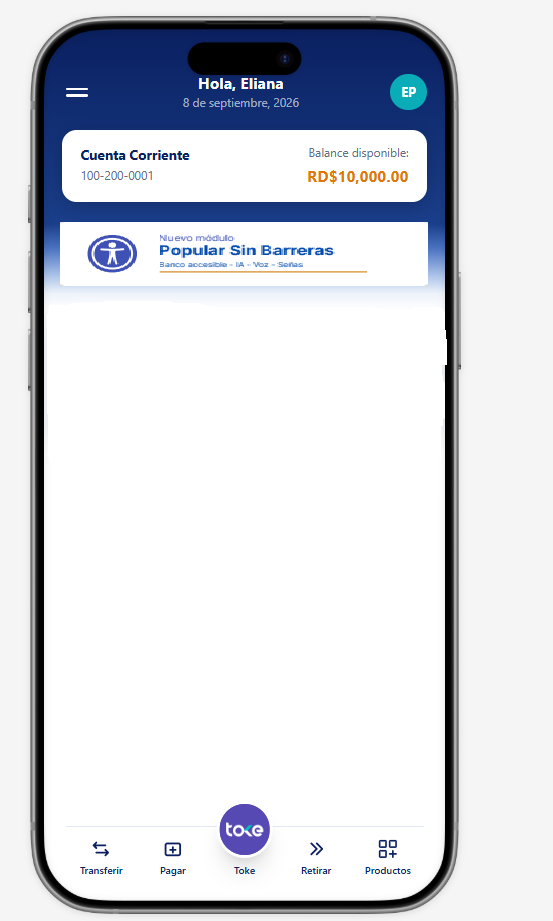 Hola, Eliana
8 de septiembre, 2026
EP
Cuenta Corriente
100-200-0001
Balance disponible:
RD$10,000.00
Nuevo módulo
Popular Sin Barreras
Banco accesible - IA - Voz - Señas
toke
Transferir
Pagar
Toke
Retirar
Productos